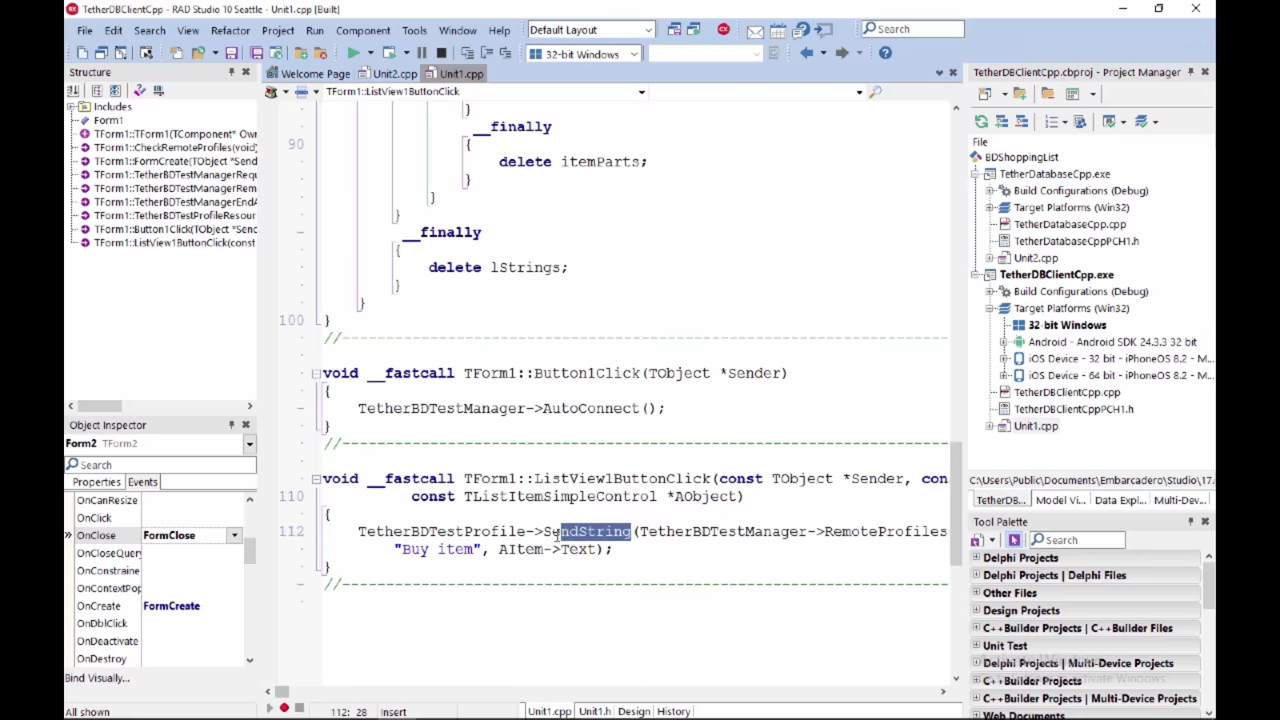 TetherDBClientCpp - RAD Studio 10 Seattle - Unit1.cpp [Built]
File Edit Search View Refactor Project Run Component Tools Window Help
Default Layout
Search
32-bit Windows
Structure
Includes
Form1
TForm1::TForm1(TComponent* Owr
TForm1::CheckRemoteProfiles(void)
TForm1::FormCreate(TObject *Send
TForm1::TetherBDTestManagerRequ
TForm1::TetherBDTestManagerRem
TForm1::TetherBDTestManagerEndA
TForm1::TetherBDTestProfileResour
TForm1::Button1Click(TObject *Send
TForm1::ListView1ButtonClick(const
Object Inspector
Form2 TForm2
Search
Properties Events
OnCanResize
OnClick
OnClose FormClose
OnCloseQuery
OnConstraine
OnContextPop
OnCreate FormCreate
OnDblClick
OnDeactivate
OnDestroy
Bind Visually...
All shown
Welcome Page Unit2.cpp Unit1.cpp
TForm1::ListView1ButtonClick
}
__finally
90 {
delete itemParts;
}
}
}
__finally
{
delete lStrings;
}
}
100 }
//
void __fastcall TForm1::Button1Click(TObject *Sender)
{
TetherBDTestManager->AutoConnect();
}
//
void __fastcall TForm1::ListView1ButtonClick(const TObject *Sender, con
110 const TListItemSimpleControl *AObject)
{
112 TetherBDTestProfile->SendString(TetherBDTestManager->RemoteProfiles
"Buy item", AItem->Text);
}
//
112: 28 Insert
Unit1.cpp Unit1.h Design History
TetherDBClientCpp.cbproj - Project Manager
File
BDShoppingList
TetherDatabaseCpp.exe
Build Configurations (Debug)
Target Platforms (Win32)
TetherDatabaseCpp.cpp
TetherDatabaseCppPCH1.h
Unit2.cpp
TetherDBClientCpp.exe
Build Configurations (Debug)
Target Platforms (Win32)
32-bit Windows
Android - Android SDK 24.3.3 32 bit
iOS Device - 32 bit - iPhoneOS 8.2 - M...
iOS Device - 64 bit - iPhoneOS 8.2 - M...
TetherDBClientCpp.cpp
TetherDBClientCppPCH1.h
Unit1.cpp
C:\Users\Public\Documents\Embarcadero\Studio\17.
TetherDB... Model Vi... Data Expl... Multi-Dev...
Tool Palette
Search
Delphi Projects
Delphi Projects | Delphi Files
Other Files
Design Projects
C++Builder Projects | C++Builder Files
Unit Test
Delphi Projects | Multi-Device Projects
C++Builder Projects
C++Builder Projects | Multi-Device Projects
Web Documents